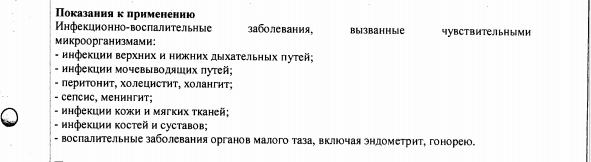 Показания к применению
Инфекционно-воспалительные заболевания, вызванные чувствительными
микроорганизмами:
- инфекции верхних и нижних дыхательных путей;
- инфекции мочевыводящих путей;
- перитонит, холецистит, холангит;
- сепсис, менингит;
- инфекции кожи и мягких тканей;
- инфекции костей и суставов;
- воспалительные заболевания органов малого таза, включая эндометрит, гонорею.